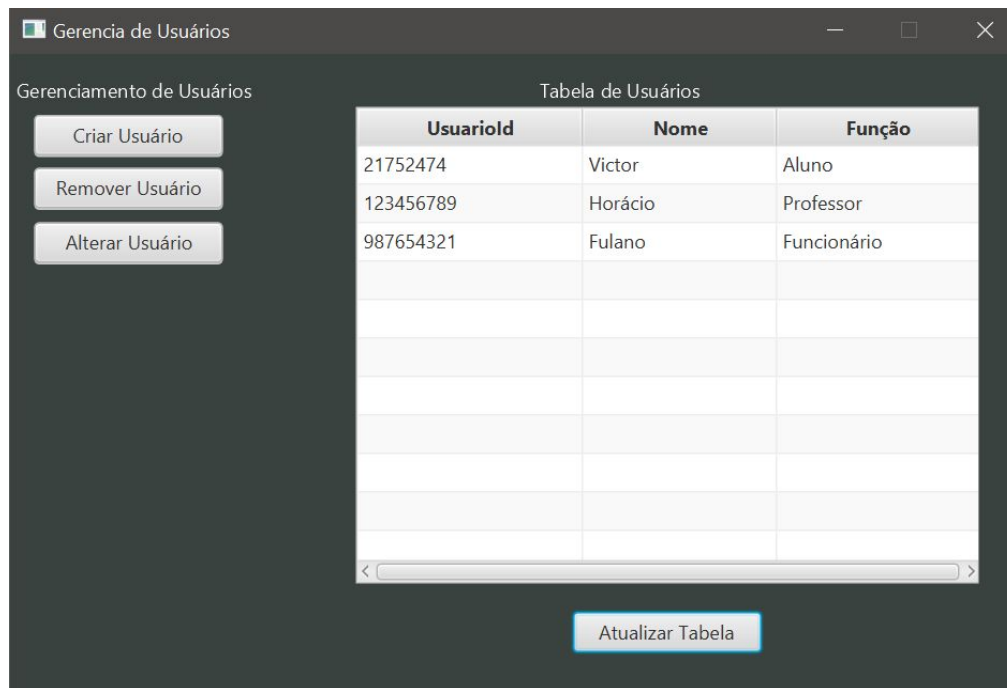 Gerencia de Usuários
Gerenciamento de Usuários
Criar Usuário
Remover Usuário
Alterar Usuário
Tabela de Usuários
UsuarioId Nome Função
21752474 Victor Aluno
123456789 Horácio Professor
987654321 Fulano Funcionário
Atualizar Tabela